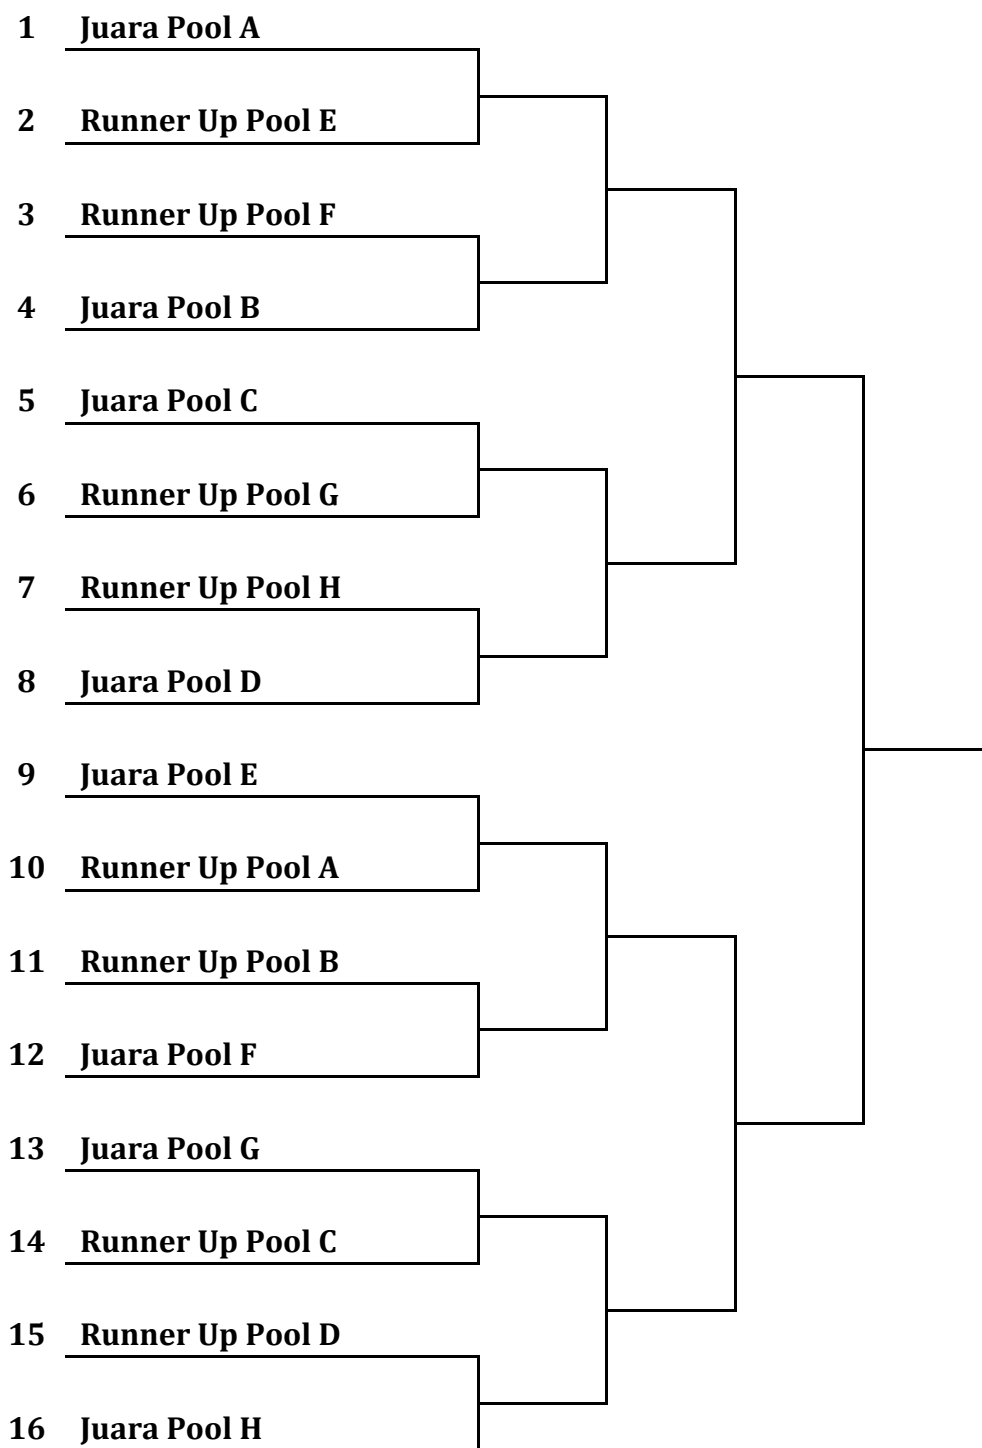 1 Juara Pool A
2 Runner Up Pool E
3 Runner Up Pool F
4 Juara Pool B
5 Juara Pool C
6 Runner Up Pool G
7 Runner Up Pool H
8 Juara Pool D
9 Juara Pool E
10 Runner Up Pool A
11 Runner Up Pool B
12 Juara Pool F
13 Juara Pool G
14 Runner Up Pool C
15 Runner Up Pool D
16 Juara Pool H